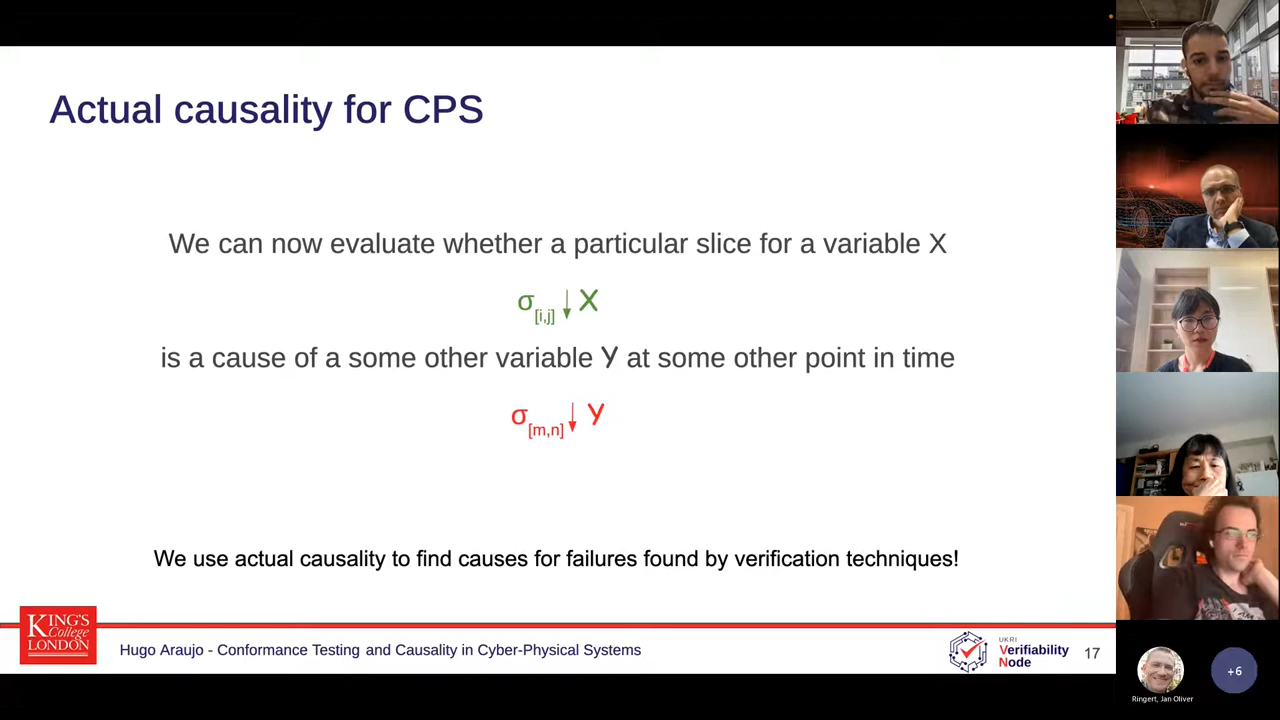 Actual causality for CPS
We can now evaluate whether a particular slice for a variable X
σ[i,j]↓X
is a cause of a some other variable Y at some other point in time
σ[m,n]↓Y
We use actual causality to find causes for failures found by verification techniques!
KING'S
College
LONDON
Hugo Araujo - Conformance Testing and Causality in Cyber-Physical Systems
UKRI
Verifiability
Node
17
+6
Ringert, Jan Oliver